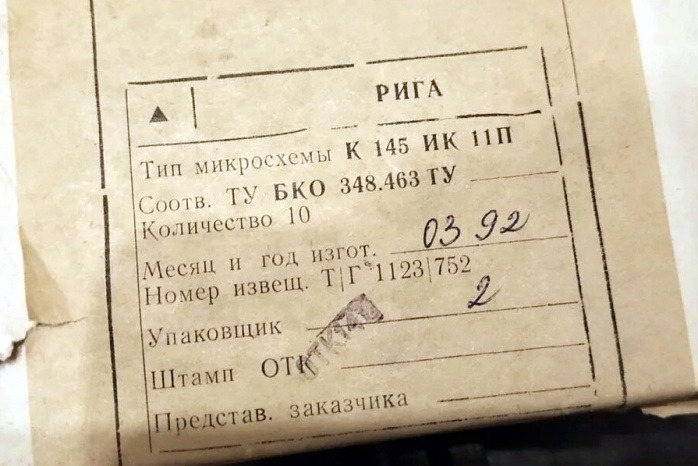 РИГА
Тип микросхемы К 145 ИК 11П
Соотв. ТУ БКО 348.463 ТУ
Количество 10
Месяц и год изгот. 03 92
Номер извещ. Т|Г 1123|752
Упаковщик 2
Штамп ОТК
Представ. заказчика